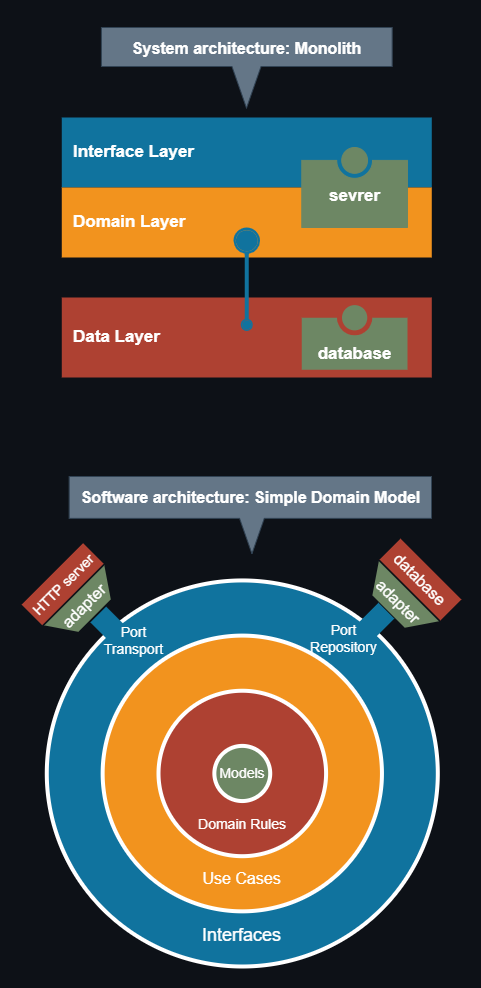 System architecture: Monolith
Interface Layer
sevrer
Domain Layer
Data Layer
database
Software architecture: Simple Domain Model
HTTP server
adapter
database
adapter
Port
Transport
Port
Repository
Models
Domain Rules
Use Cases
Interfaces